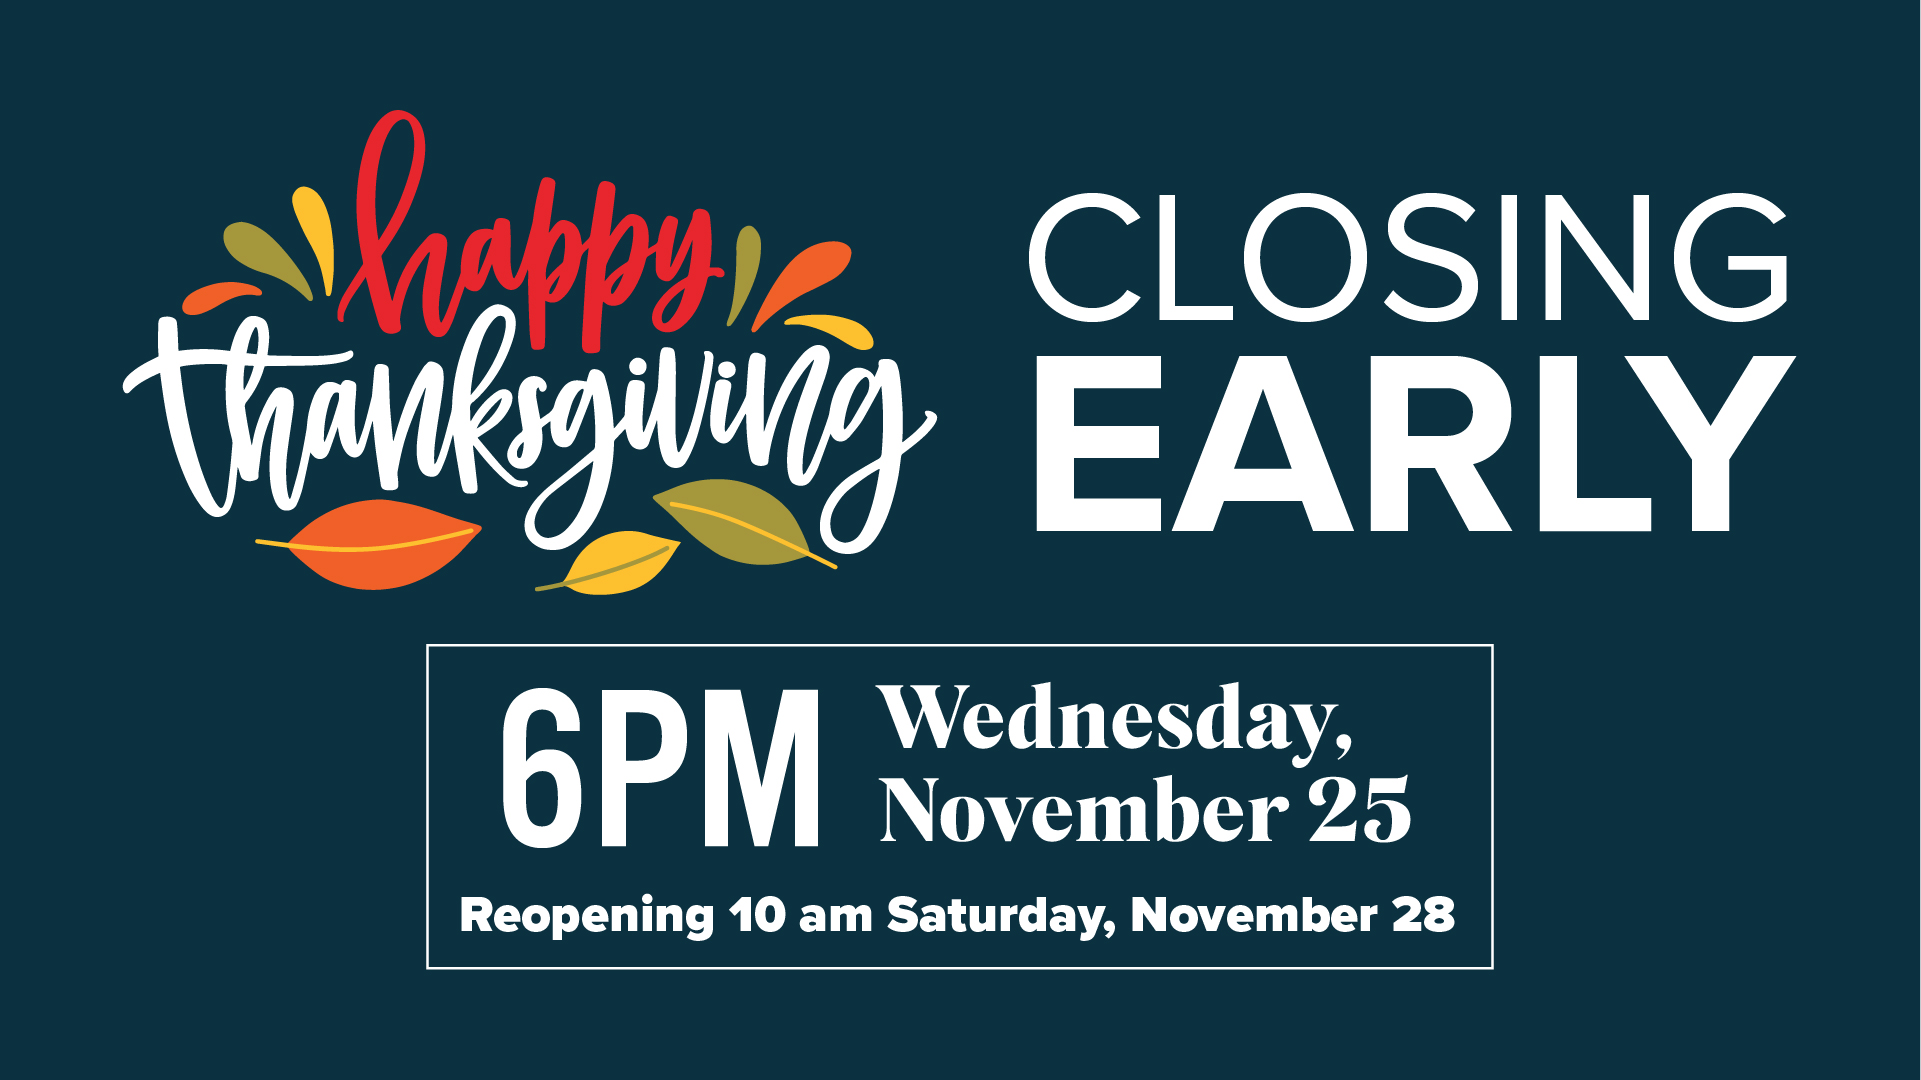 happy
thanksgiving
CLOSING
EARLY
6PM
Wednesday,
November 25
Reopening 10 am Saturday, November 28